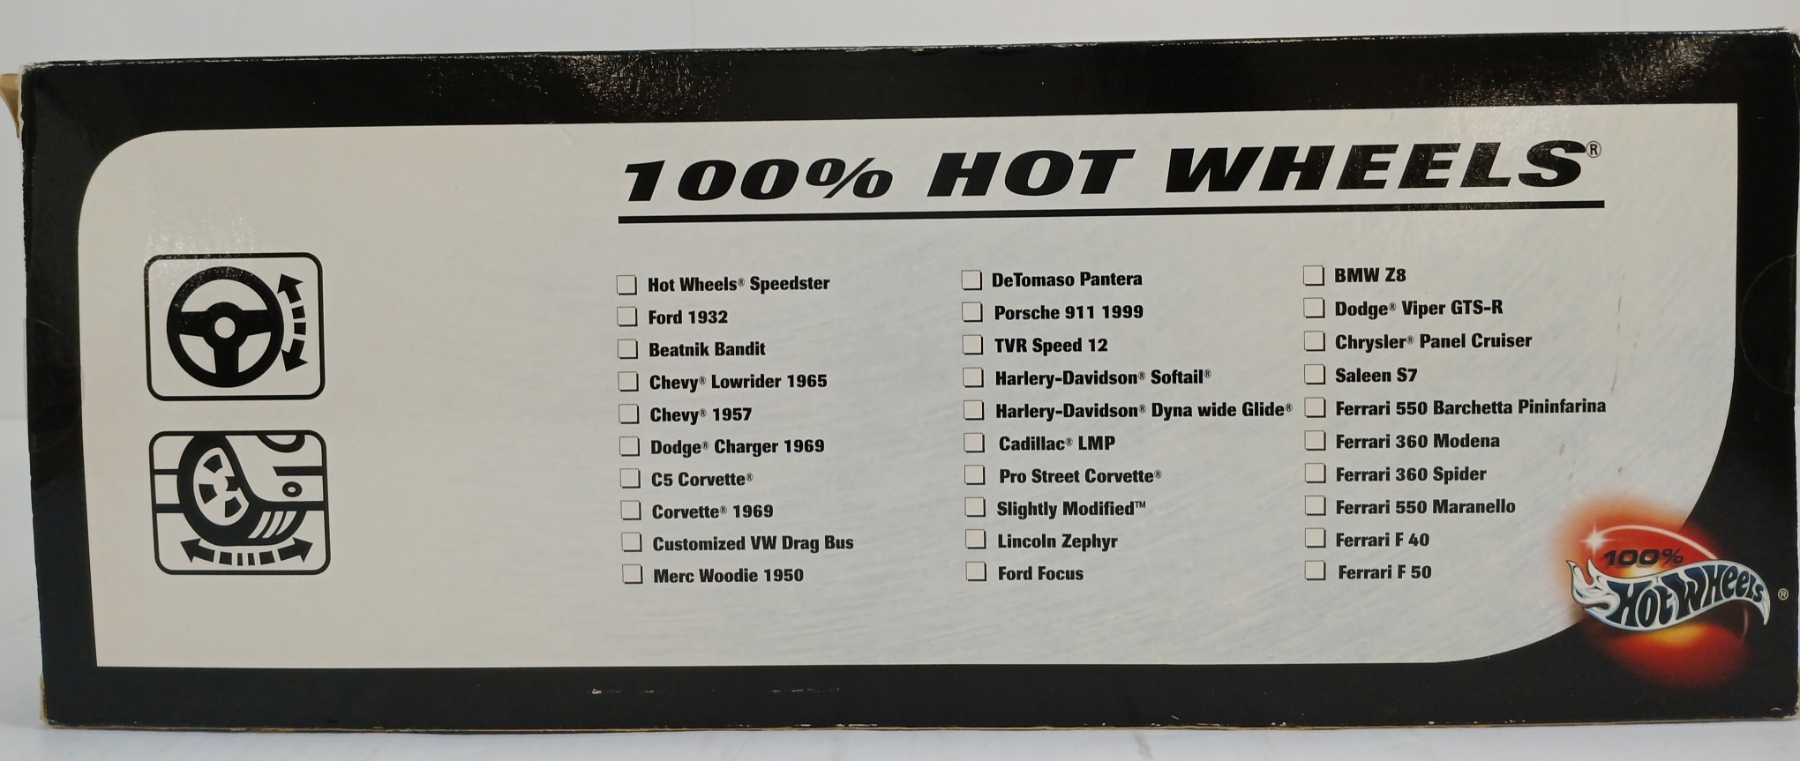 100% HOT WHEELS®
Hot Wheels® Speedster
Ford 1932
Beatnik Bandit
Chevy® Lowrider 1965
Chevy® 1957
Dodge® Charger 1969
C5 Corvette®
Corvette® 1969
Customized VW Drag Bus
Merc Woodie 1950
DeTomaso Pantera
Porsche 911 1999
TVR Speed 12
Harlery-Davidson® Softail®
Harlery-Davidson® Dyna wide Glide®
Cadillac® LMP
Pro Street Corvette®
Slightly Modified™
Lincoln Zephyr
Ford Focus
BMW Z8
Dodge® Viper GTS-R
Chrysler® Panel Cruiser
Saleen S7
Ferrari 550 Barchetta Pininfarina
Ferrari 360 Modena
Ferrari 360 Spider
Ferrari 550 Maranello
Ferrari F 40
Ferrari F 50
100%
Hot Wheels®